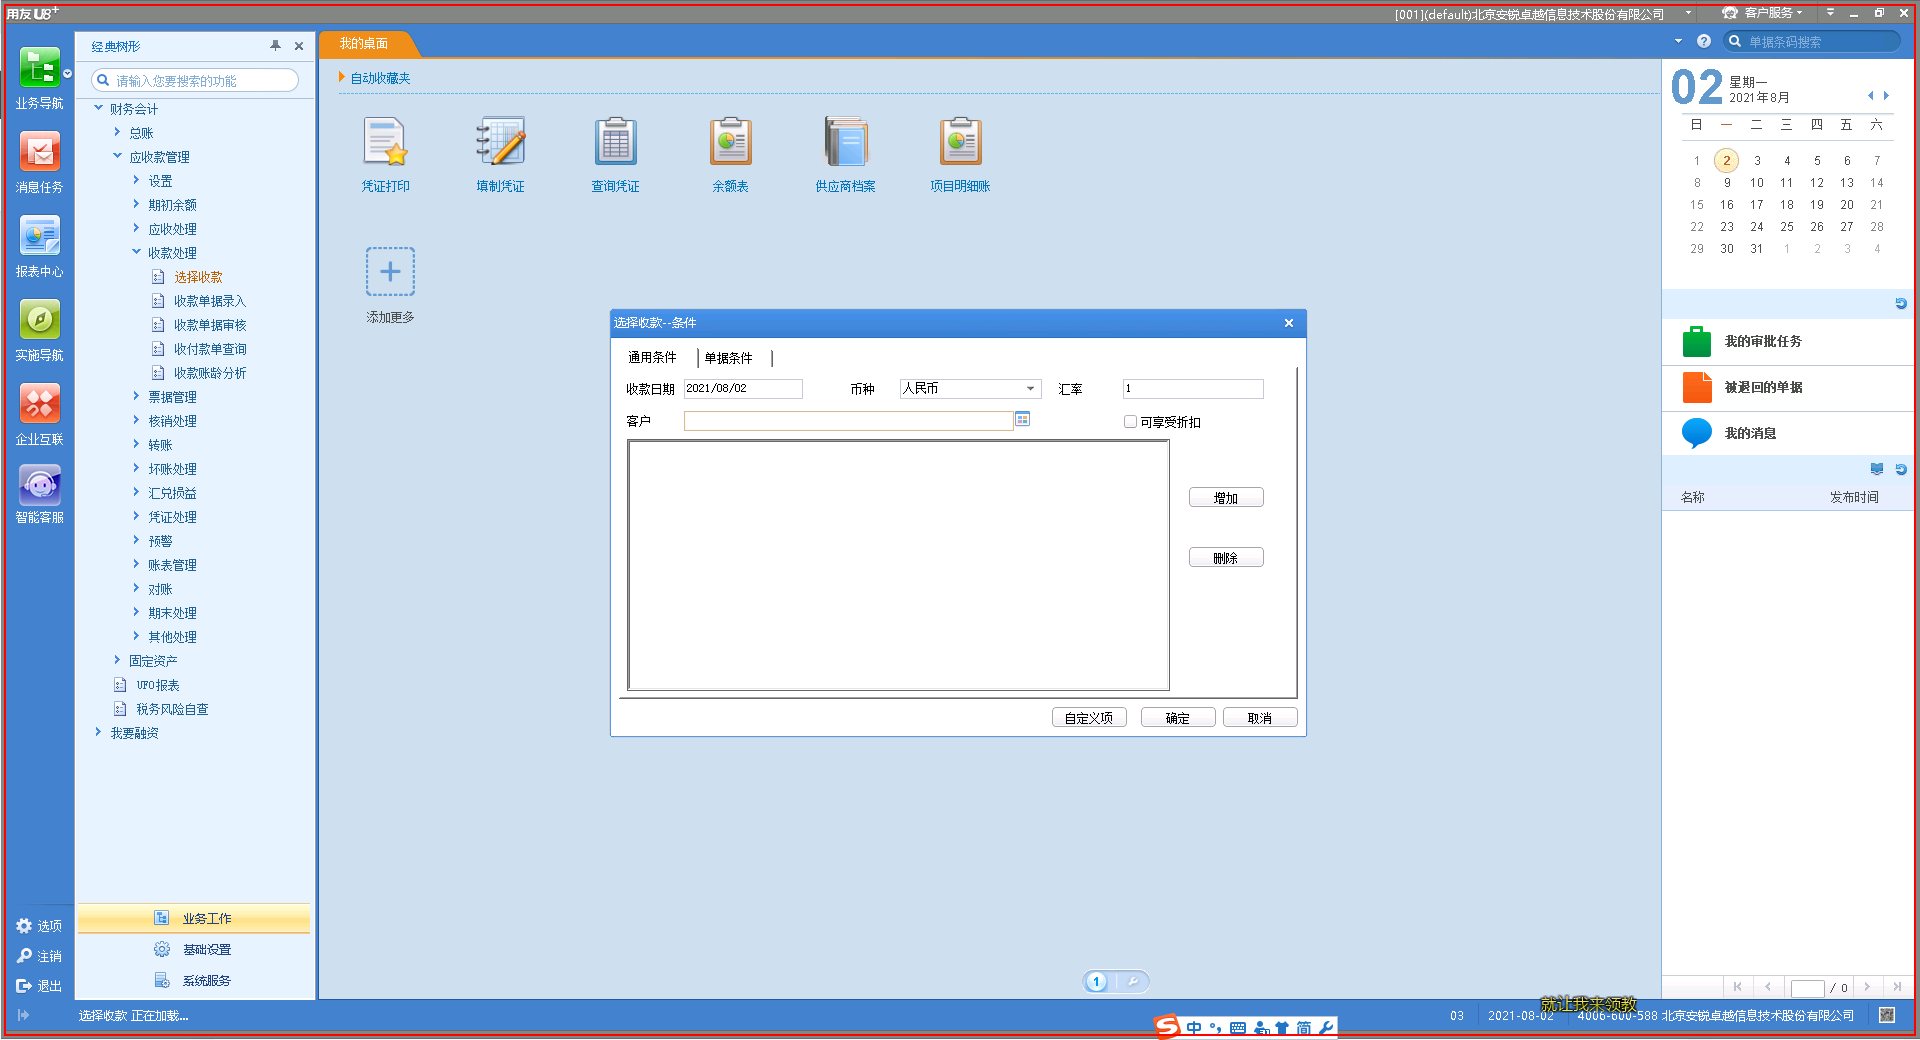 用友U8+
[001](default)北京安锐卓越信息技术股份有限公司
客户服务
业务导航
消息任务
报表中心
实施导航
企业互联
智能客服
选项
注销
退出
经典树形
请输入您要搜索的功能
财务会计
总账
应收款管理
设置
期初余额
应收处理
收款处理
选择收款
收款单据录入
收款单据审核
收付款单查询
收款账龄分析
票据管理
核销处理
转账
坏账处理
汇兑损益
凭证处理
预警
账表管理
对账
期末处理
其他处理
固定资产
UFO报表
税务风险自查
我要融资
业务工作
基础设置
系统服务
我的桌面
自动收藏夹
凭证打印
填制凭证
查询凭证
余额表
供应商档案
项目明细账
添加更多
选择收款--条件
通用条件
单据条件
收款日期 2021/08/02 币种 人民币 汇率 1
客户
可享受折扣
增加
删除
自定义项 确定 取消
1
单据条码搜索
02 星期一
2021年8月
日 一 二 三 四 五 六
1 2 3 4 5 6 7
8 9 10 11 12 13 14
15 16 17 18 19 20 21
22 23 24 25 26 27 28
29 30 31 1 2 3 4
我的审批任务
被退回的单据
我的消息
名称 发布时间
/ 0
选择收款 正在加载...
中 简
就让我来领教
03 2021-08-02 4006-600-588 北京安锐卓越信息技术股份有限公司